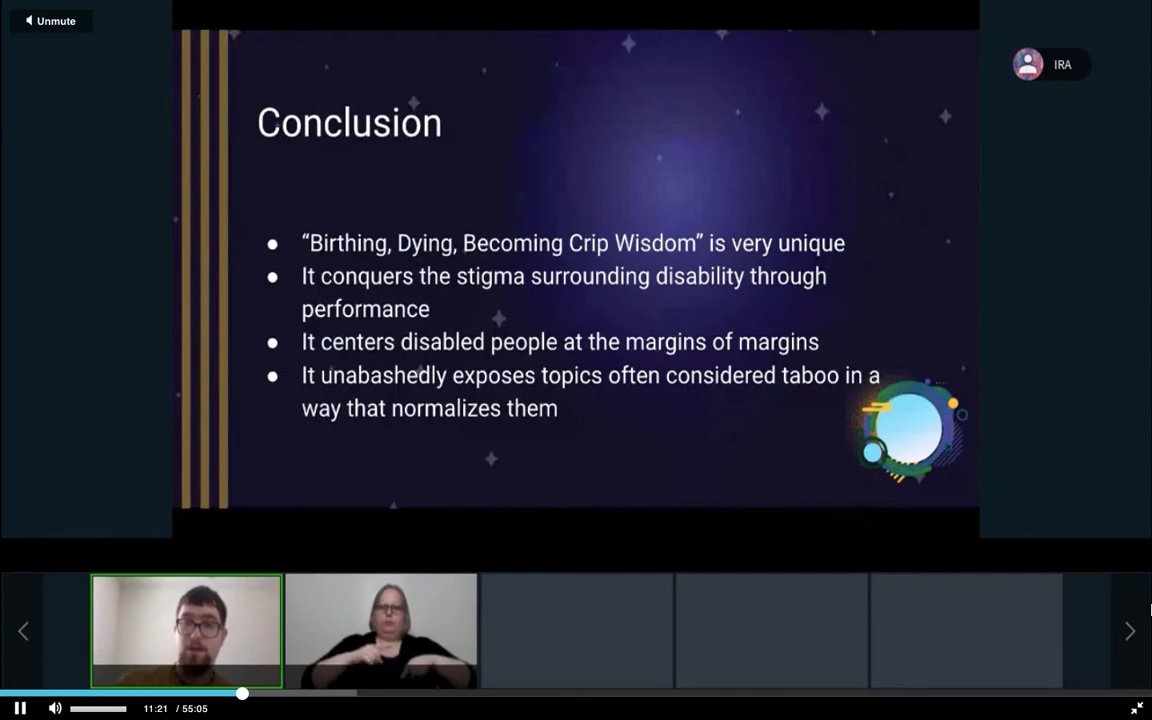 Unmute
IRA
Conclusion
● “Birthing, Dying, Becoming Crip Wisdom” is very unique
● It conquers the stigma surrounding disability through
performance
● It centers disabled people at the margins of margins
● It unabashedly exposes topics often considered taboo in a
way that normalizes them
11:21 / 55:05